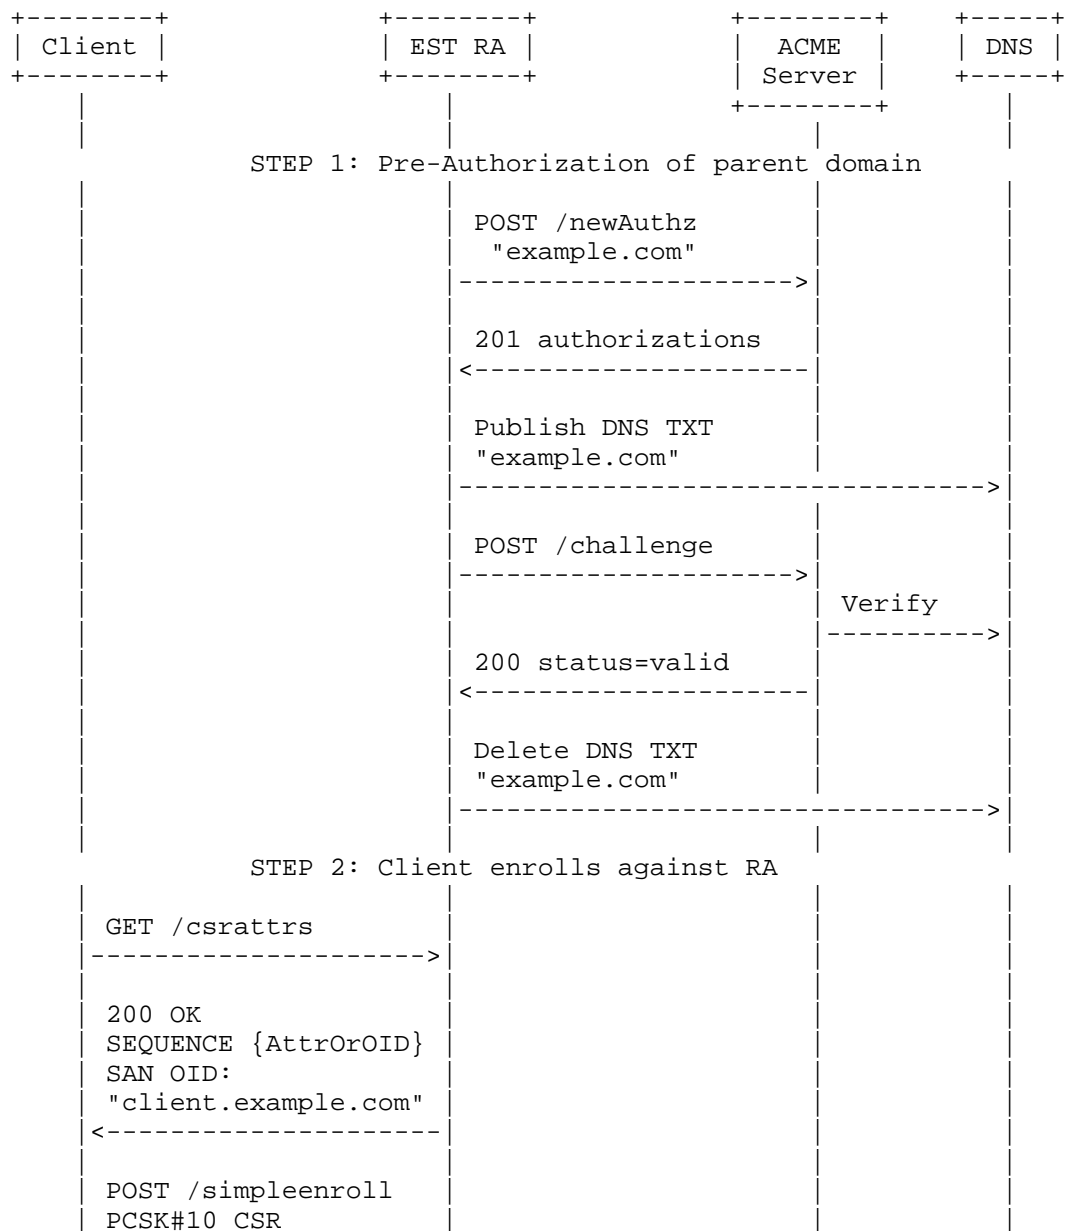 Client EST RA ACME DNS
Server
STEP 1: Pre-Authorization of parent domain
POST /newAuthz
"example.com"
201 authorizations
Publish DNS TXT
"example.com"
POST /challenge
Verify
200 status=valid
Delete DNS TXT
"example.com"
STEP 2: Client enrolls against RA
GET /csrattrs
200 OK
SEQUENCE {AttrOrOID}
SAN OID:
"client.example.com"
POST /simpleenroll
PCSK#10 CSR